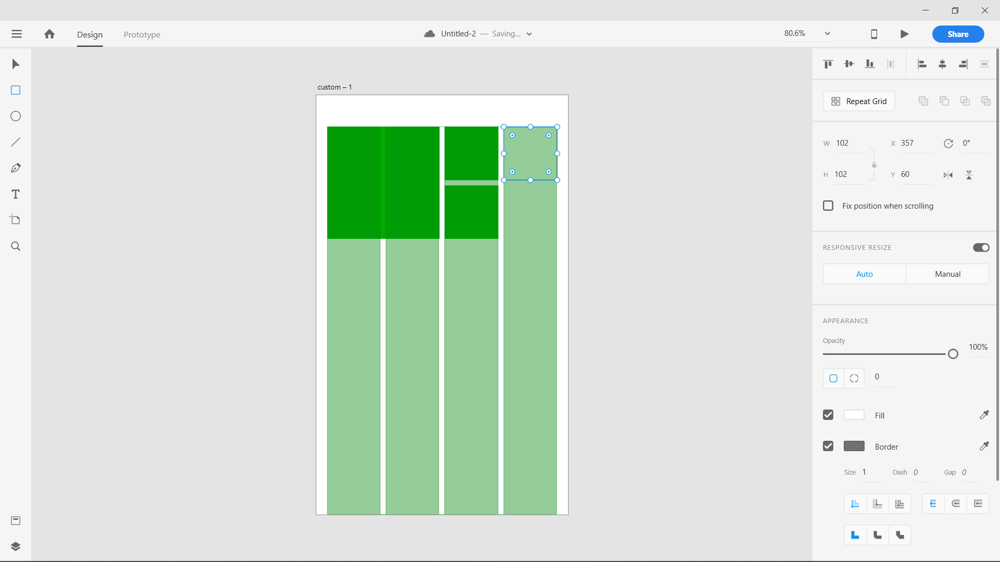 Design
Prototype
Untitled-2 — Saving...
80.6%
Share
custom – 1
Repeat Grid
W 102
X 357
0°
H 102
Y 60
Fix position when scrolling
RESPONSIVE RESIZE
Auto
Manual
APPEARANCE
Opacity
100%
0
Fill
Border
Size 1
Dash 0
Gap 0